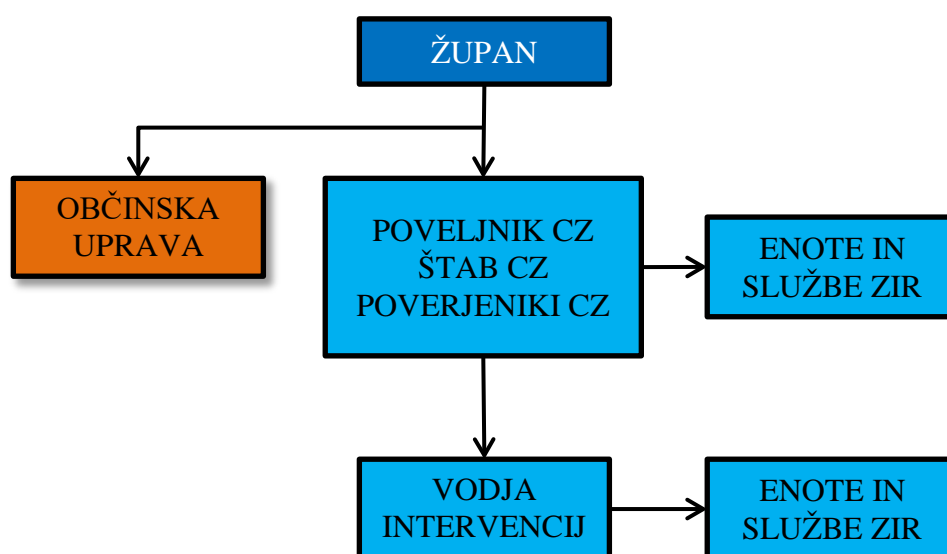 ŽUPAN
OBČINSKA
UPRAVA
POVELJNIK CZ
ŠTAB CZ
POVERJENIKI CZ
ENOTE IN
SLUŽBE ZIR
VODJA
INTERVENCIJ
ENOTE IN
SLUŽBE ZIR